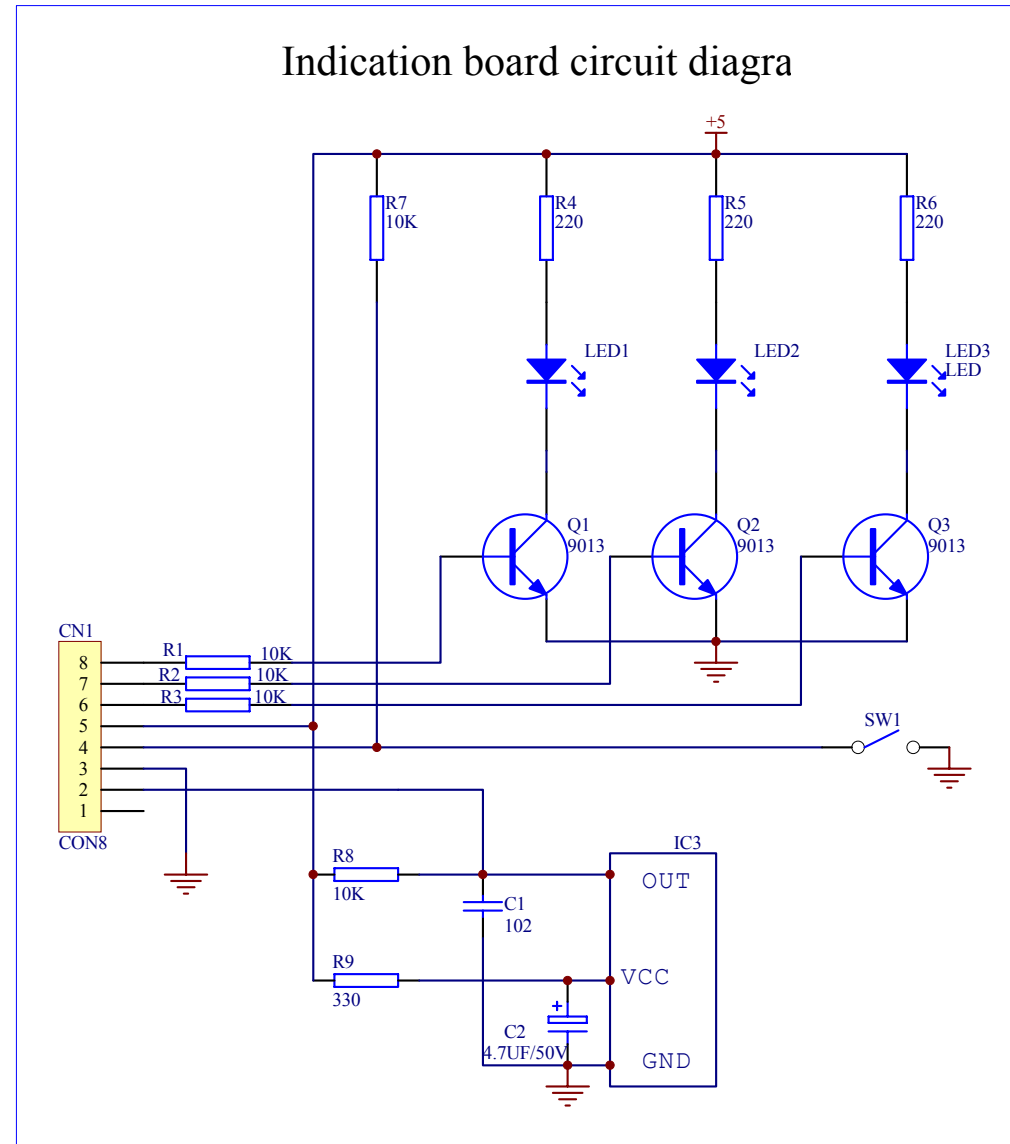 Indication board circuit diagra
+5
R7
10K
R4
220
R5
220
R6
220
LED1
LED2
LED3
LED
Q1
9013
Q2
9013
Q3
9013
CN1
8 R1 10K
7 R2 10K
6 R3 10K
5
4
3
2
1
CON8
SW1
R8
10K
C1
102
IC3
OUT
R9
330
VCC
+
C2
4.7UF/50V
GND